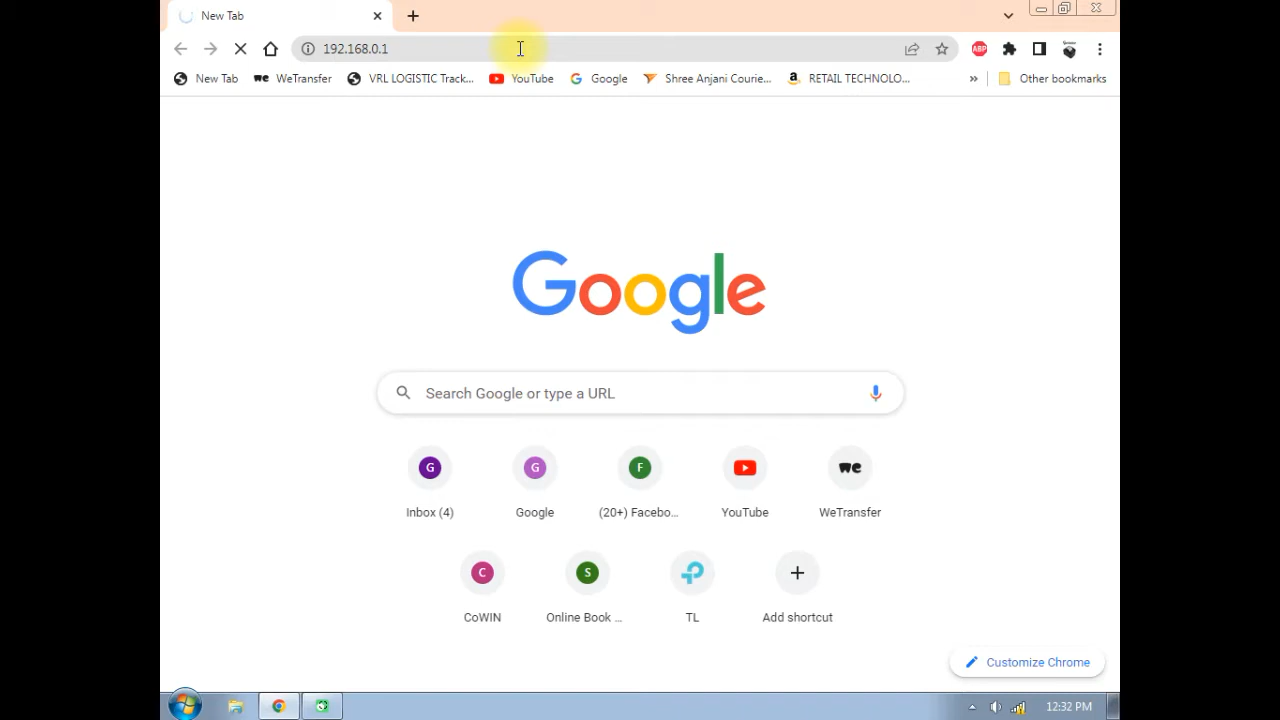 New Tab
192.168.0.1
ABP
New Tab WeTransfer VRL LOGISTIC Track... YouTube Google Shree Anjani Courie... RETAIL TECHNOLO... » Other bookmarks
Google
Search Google or type a URL
G G F we
Inbox (4) Google (20+) Facebo... YouTube WeTransfer
C S
CoWIN Online Book ... TL Add shortcut
Customize Chrome
12:32 PM